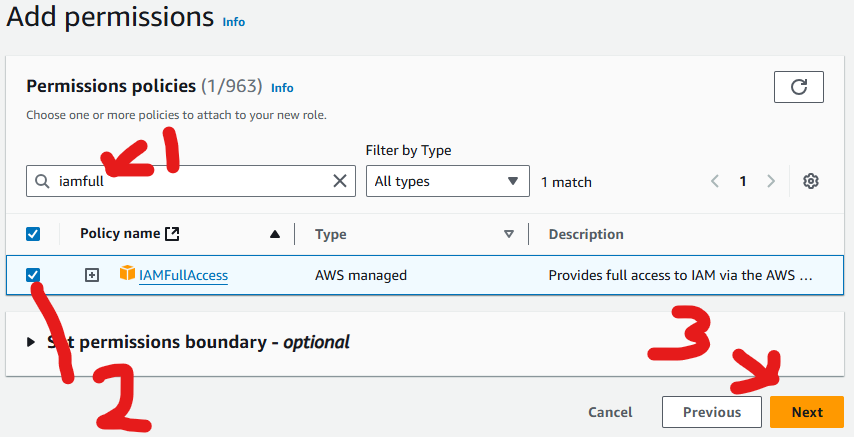 Add permissions Info
Permissions policies (1/963) Info
Choose one or more policies to attach to your new role.
1
Filter by Type
iamfull
All types
1 match
1
Policy name
Type
Description
IAMFullAccess
AWS managed
Provides full access to IAM via the AWS ...
Set permissions boundary - optional
3
2
Cancel
Previous
Next